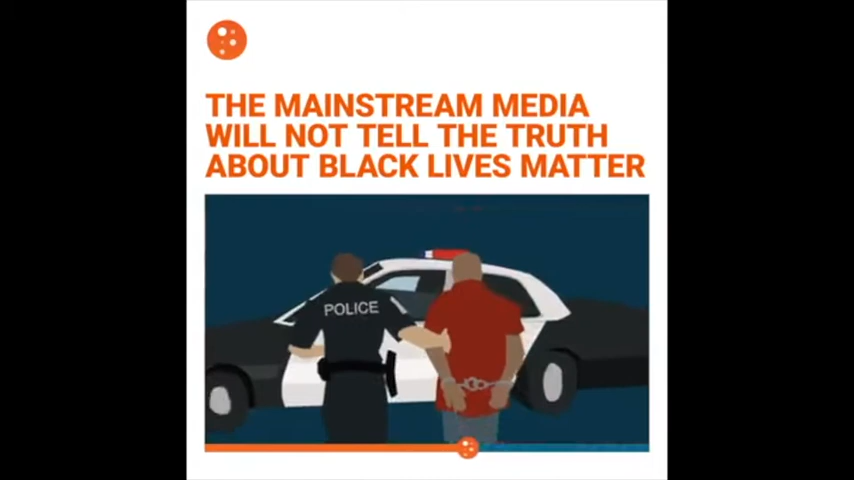 THE MAINSTREAM MEDIA
WILL NOT TELL THE TRUTH
ABOUT BLACK LIVES MATTER
POLICE